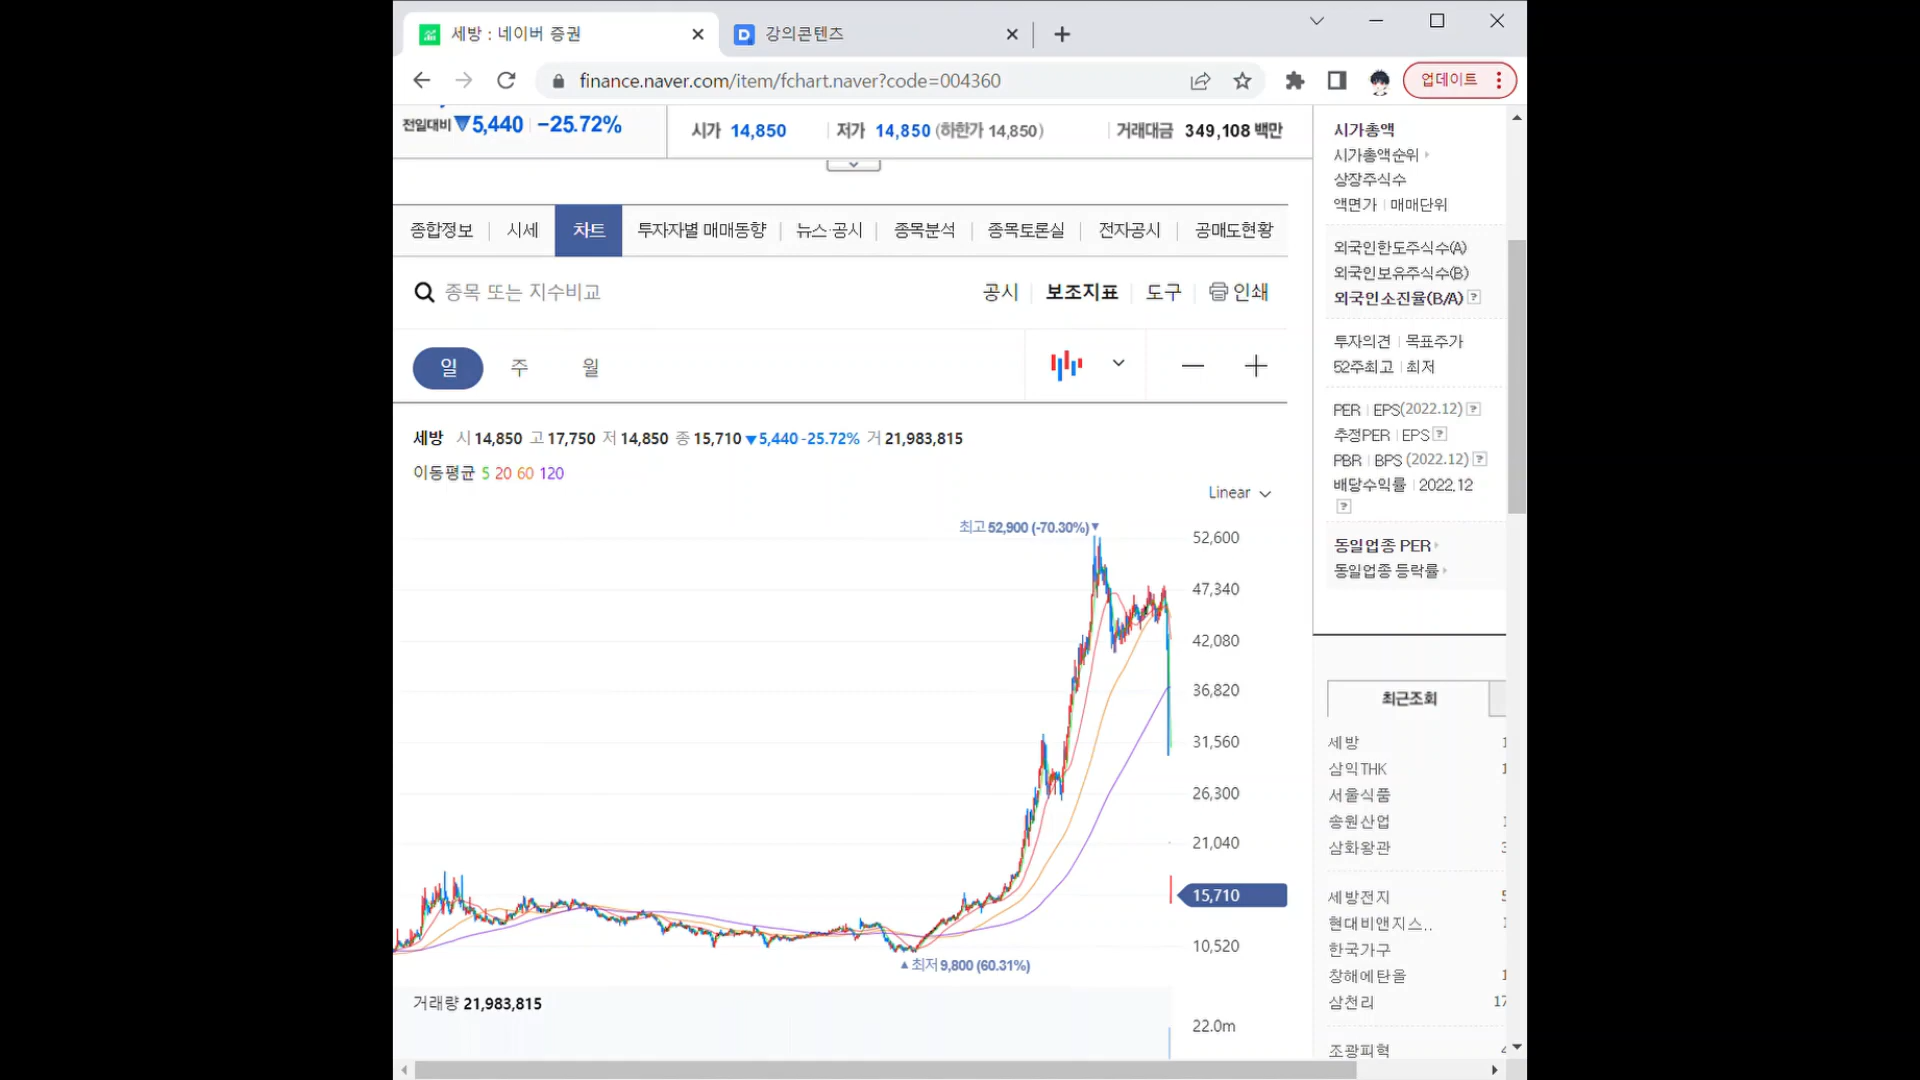 세방 : 네이버 증권
강의콘텐츠
finance.naver.com/item/fchart.naver?code=004360
업데이트
전일대비 ▼5,440 -25.72%
시가 14,850 저가 14,850 (하한가 14,850) 거래대금 349,108 백만
종합정보 시세 차트 투자자별 매매동향 뉴스·공시 종목분석 종목토론실 전자공시 공매도현황
종목 또는 지수비교
공시 보조지표 도구 인쇄
일 주 월
세방 시 14,850 고 17,750 저 14,850 종 15,710 ▼5,440 -25.72% 거 21,983,815
이동평균 5 20 60 120
Linear
최고 52,900 (-70.30%)▼
52,600
47,340
42,080
36,820
31,560
26,300
21,040
15,710
10,520
▲최저 9,800 (60.31%)
거래량 21,983,815
22.0m
시가총액
시가총액순위
상장주식수
액면가 매매단위
외국인한도주식수(A)
외국인보유주식수(B)
외국인소진율(B/A) ?
투자의견 목표주가
52주최고 최저
PER EPS(2022.12) ?
추정PER EPS ?
PBR BPS (2022.12) ?
배당수익률 2022.12
?
동일업종 PER
동일업종 등락률
최근조회
세방
삼익THK
서울식품
송원산업
삼화왕관
세방전지
현대비앤지스..
한국가구
창해에탄올
삼천리 17
조광피혁